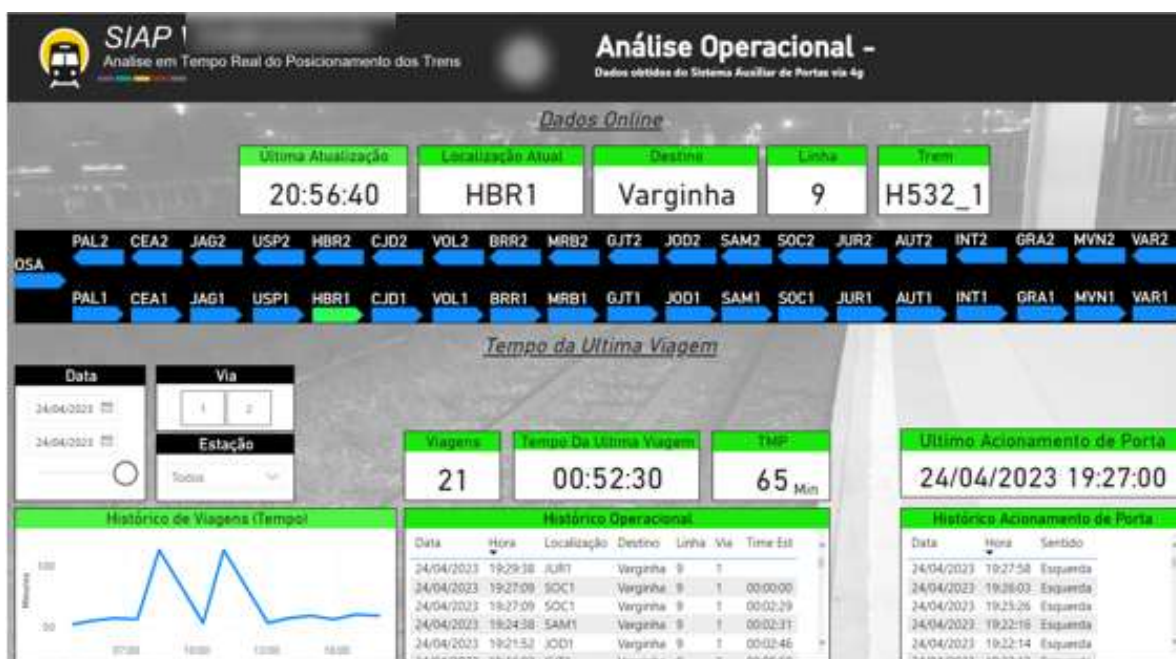 SIAP
Analise em Tempo Real do Posicionamento dos Trens
Análise Operacional -
Dados obtidos do Sistema Auxiliar de Portas via 4g
Dados Online
Ultima Atualização Localização Atual Destino Linha Trem
20:56:40 HBR1 Varginha 9 H532_1
PAL2 CEA2 JAG2 USP2 HBR2 CJD2 VOL2 BRR2 MRB2 GJT2 JOD2 SAM2 SOC2 JUR2 AUT2 INT2 GRA2 MVN2 VAR2
OSA
PAL1 CEA1 JAG1 USP1 HBR1 CJD1 VOL1 BRR1 MRB1 GJT1 JOD1 SAM1 SOC1 JUR1 AUT1 INT1 GRA1 MVN1 VAR1
Tempo da Ultima Viagem
Data Via
24/04/2023 1 2
24/04/2023 Estação
Todos
Viagens Tempo Da Ultima Viagem TMP
21 00:52:30 65 Min
Ultimo Acionamento de Porta
24/04/2023 19:27:00
Histórico de Viagens (Tempo)
Minutos
100
50
07:00 10:00 13:00 16:00
Histórico Operacional
Data Hora Localização Destino Linha Via Time Est
24/04/2023 19:29:38 JUR1 Varginha 9 1
24/04/2023 19:27:09 SOC1 Varginha 9 1 00:00:00
24/04/2023 19:27:09 SOC1 Varginha 9 1 00:02:29
24/04/2023 19:24:38 SAM1 Varginha 9 1 00:02:31
24/04/2023 19:21:52 JOD1 Varginha 9 1 00:02:46
Histórico Acionamento de Porta
Data Hora Sentido
24/04/2023 19:27:58 Esquerda
24/04/2023 19:26:03 Esquerda
24/04/2023 19:25:26 Esquerda
24/04/2023 19:22:16 Esquerda
24/04/2023 19:22:14 Esquerda